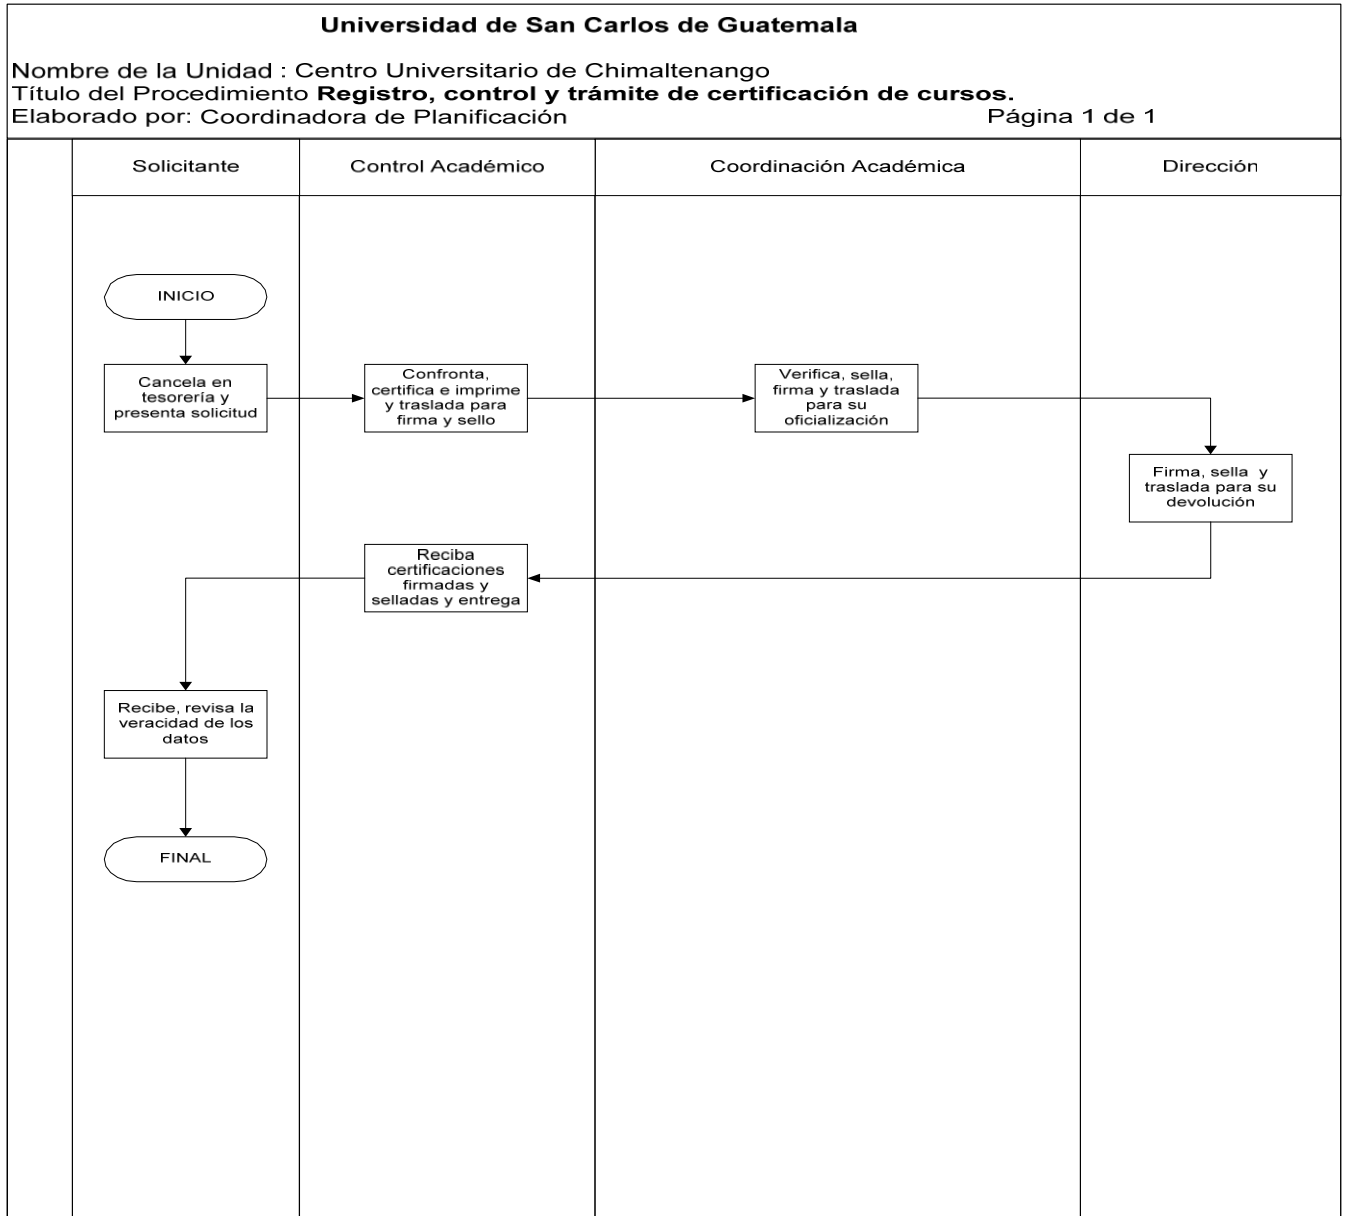 Universidad de San Carlos de Guatemala
Nombre de la Unidad : Centro Universitario de Chimaltenango
Título del Procedimiento Registro, control y trámite de certificación de cursos.
Elaborado por: Coordinadora de Planificación Página 1 de 1
Solicitante Control Académico Coordinación Académica Dirección
INICIO
Cancela en
tesorería y
presenta solicitud
Confronta,
certifica e imprime
y traslada para
firma y sello
Verifica, sella,
firma y traslada
para su
oficialización
Firma, sella y
traslada para su
devolución
Reciba
certificaciones
firmadas y
selladas y entrega
Recibe, revisa la
veracidad de los
datos
FINAL